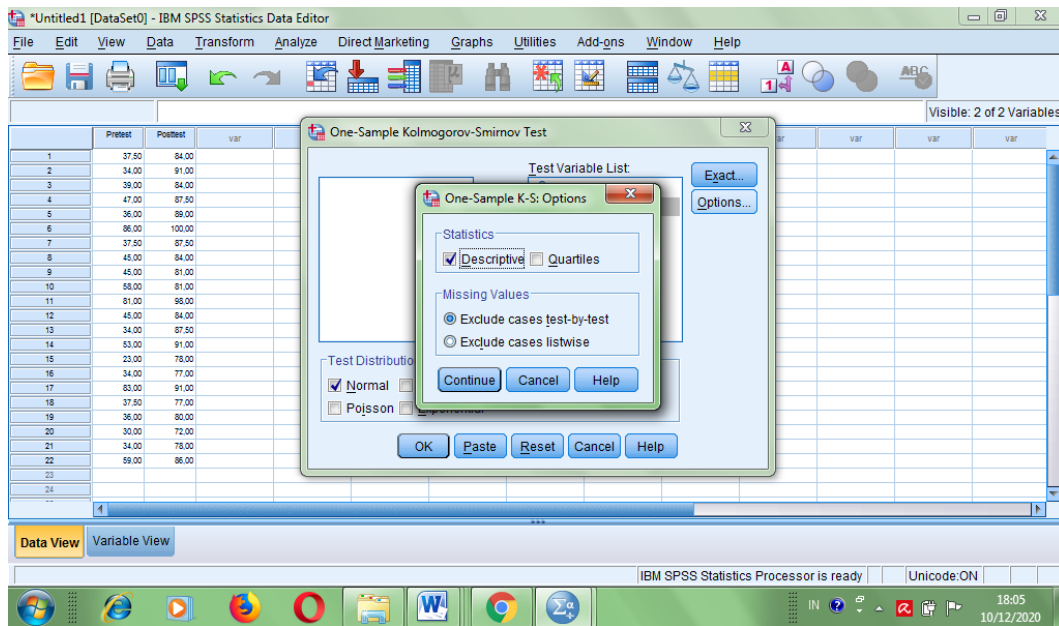 *Untitled1 [DataSet0] - IBM SPSS Statistics Data Editor
File Edit View Data Transform Analyze Direct Marketing Graphs Utilities Add-ons Window Help
Visible: 2 of 2 Variables
Pretest Posttest var var var var var
1 37,50 84,00
2 34,00 91,00
3 39,00 84,00
4 47,00 87,50
5 36,00 89,00
6 86,00 100,00
7 37,50 87,50
8 45,00 84,00
9 45,00 81,00
10 58,00 81,00
11 81,00 98,00
12 45,00 84,00
13 34,00 87,50
14 53,00 91,00
15 23,00 78,00
16 34,00 77,00
17 83,00 91,00
18 37,50 77,00
19 36,00 80,00
20 30,00 72,00
21 34,00 78,00
22 59,00 86,00
23
24
One-Sample Kolmogorov-Smirnov Test
Test Variable List:
Exact...
Options...
Test Distributio
Normal
Poisson
OK Paste Reset Cancel Help
One-Sample K-S: Options
Statistics
Descriptive Quartiles
Missing Values
Exclude cases test-by-test
Exclude cases listwise
Continue Cancel Help
Data View Variable View
IBM SPSS Statistics Processor is ready Unicode:ON
IN 18:05
10/12/2020